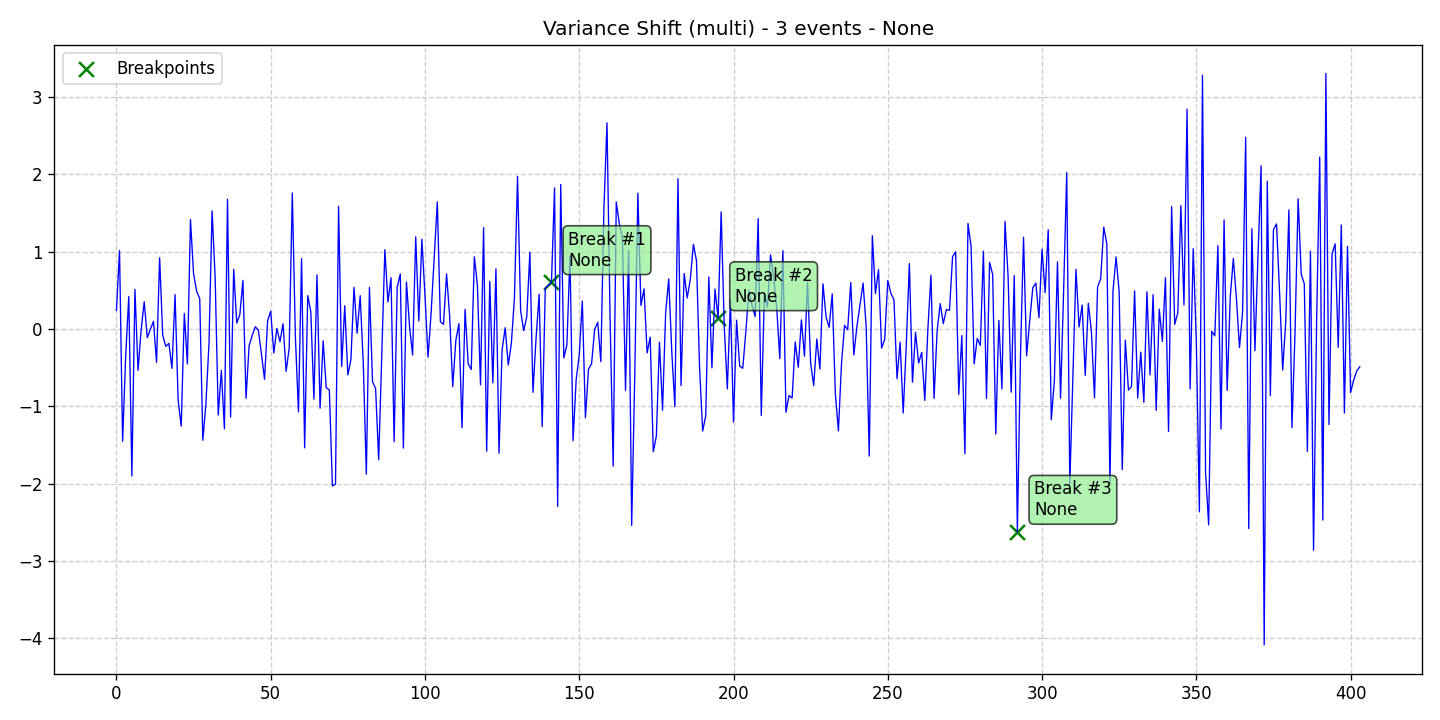 Variance Shift (multi) - 3 events - None
Breakpoints
3
2
1
0
−1
−2
−3
−4
Break #1
None
Break #2
None
Break #3
None
0 50 100 150 200 250 300 350 400